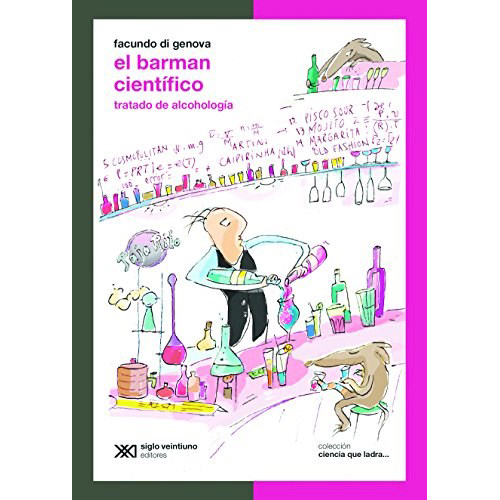 facundo di genova
el barman
científico
tratado de alcohología
PISCO SOUR
MOJITO
MARTINI
MARGARITA
COSMOPOLITAN
CAIPIRINHA
OLD FASHION
siglo veintiuno
editores
colección
ciencia que ladra...